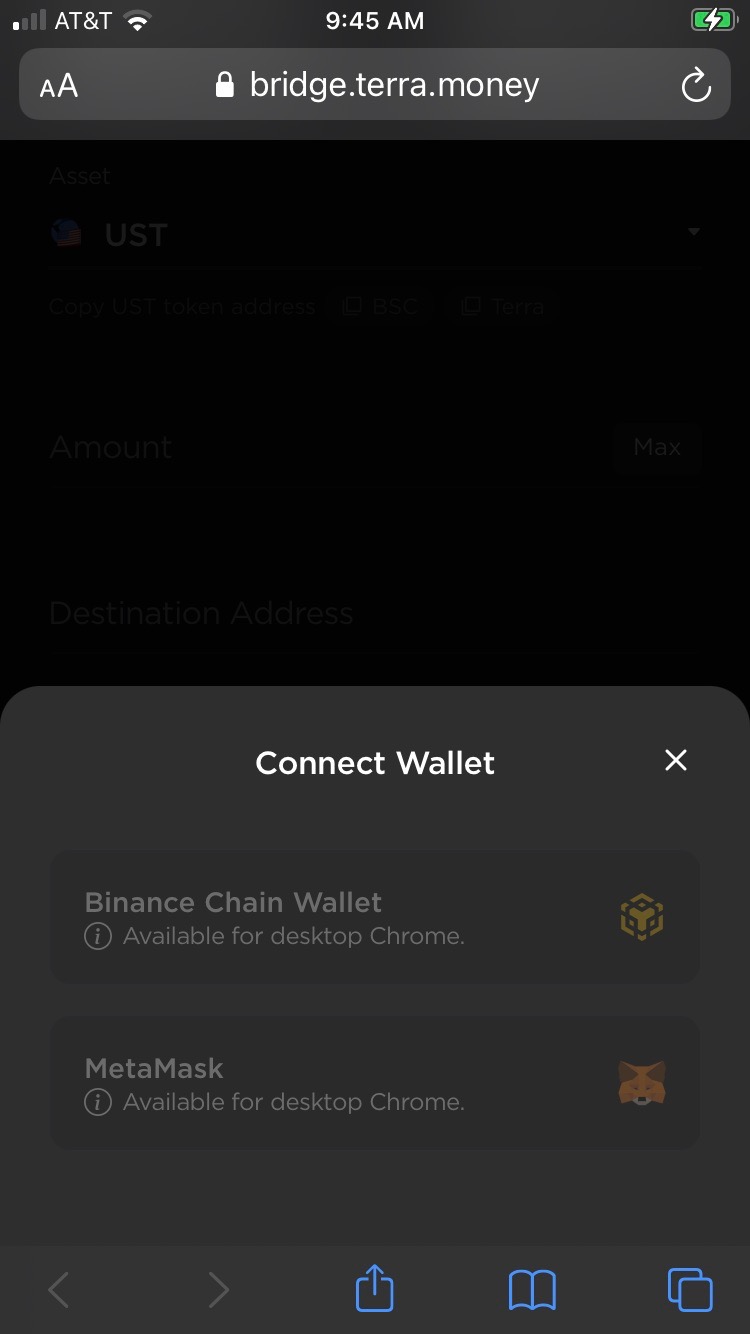 AT&T
9:45 AM
AA
bridge.terra.money
Asset
UST
Copy UST token address
BSC
Terra
Amount
Max
Destination Address
Connect Wallet
Binance Chain Wallet
Available for desktop Chrome.
MetaMask
Available for desktop Chrome.